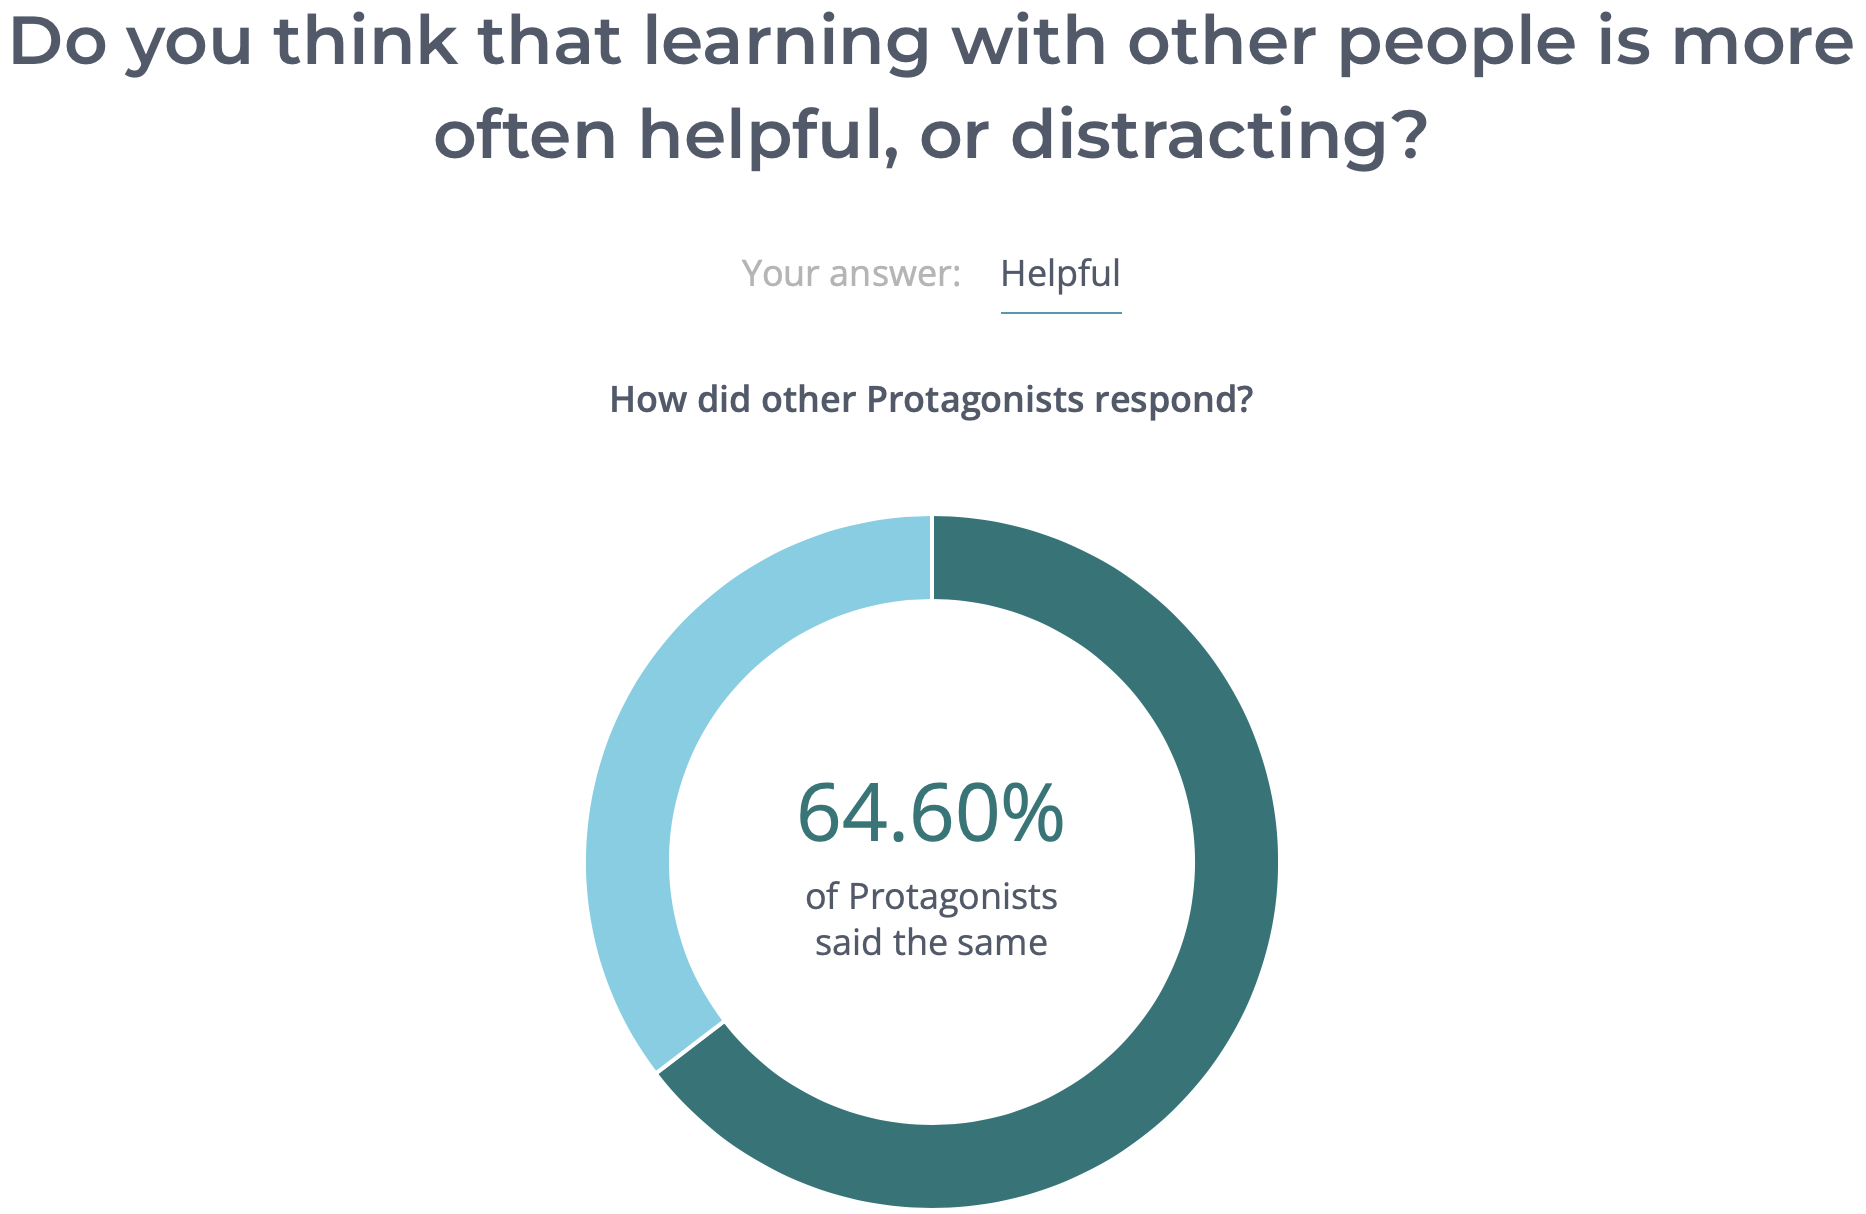 Do you think that learning with other people is more
often helpful, or distracting?
Your answer: Helpful
How did other Protagonists respond?
64.60%
of Protagonists
said the same